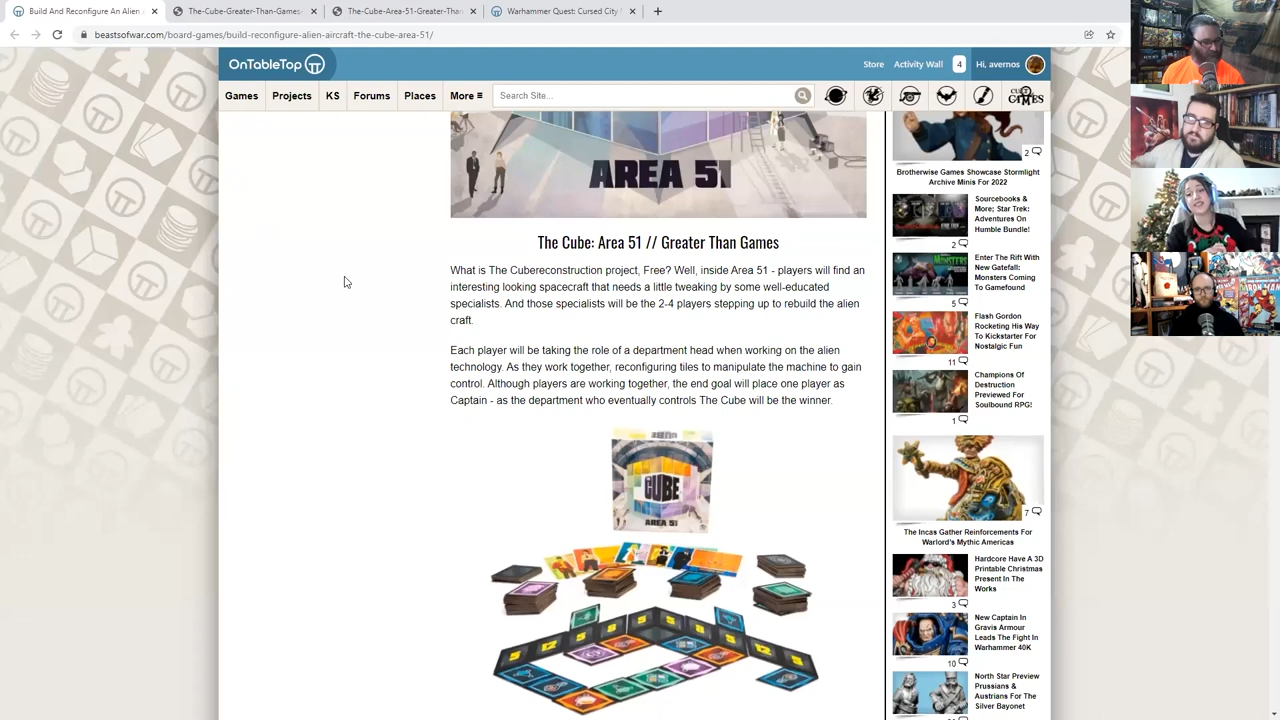 Build And Reconfigure An Alien
The-Cube-Greater-Than-Games-
The-Cube-Area-51-Greater-Than
Warhammer Quest: Cursed City
beastsofwar.com/board-games/build-reconfigure-alien-aircraft-the-cube-area-51/
OnTableTop
Store
Activity Wall
4
Hi, avernos
Games
Projects
KS
Forums
Places
More
Search Site...
GAMES
AREA 51
The Cube: Area 51 // Greater Than Games
What is The Cubereconstruction project, Free? Well, inside Area 51 - players will find an
interesting looking spacecraft that needs a little tweaking by some well-educated
specialists. And those specialists will be the 2-4 players stepping up to rebuild the alien
craft.
Each player will be taking the role of a department head when working on the alien
technology. As they work together, reconfiguring tiles to manipulate the machine to gain
control. Although players are working together, the end goal will place one player as
Captain - as the department who eventually controls The Cube will be the winner.
CUBE
AREA 51
2
Brotherwise Games Showcase Stormlight
Archive Minis For 2022
Sourcebooks &
More; Star Trek:
Adventures On
Humble Bundle!
2
Enter The Rift With
New Gatefall:
Monsters Coming
To Gamefound
5
Flash Gordon
Rocketing His Way
To Kickstarter For
Nostalgic Fun
11
Champions Of
Destruction
Previewed For
Soulbound RPG!
1
7
The Incas Gather Reinforcements For
Warlord's Mythic Americas
Hardcore Have A 3D
Printable Christmas
Present In The
Works
3
New Captain In
Gravis Armour
Leads The Fight In
Warhammer 40K
10
North Star Preview
Prussians &
Austrians For The
Silver Bayonet
IRON MAN